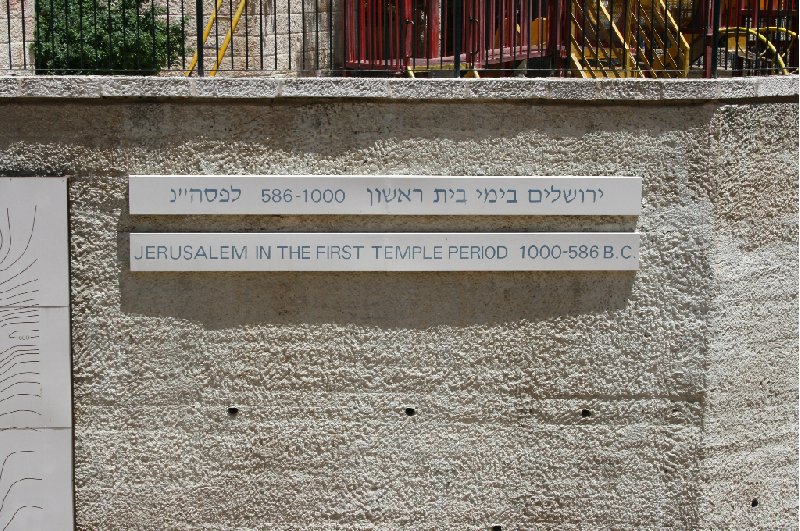 ירושלים בימי בית ראשון 586-1000 לפסה״נ
JERUSALEM IN THE FIRST TEMPLE PERIOD 1000-586 B.C.